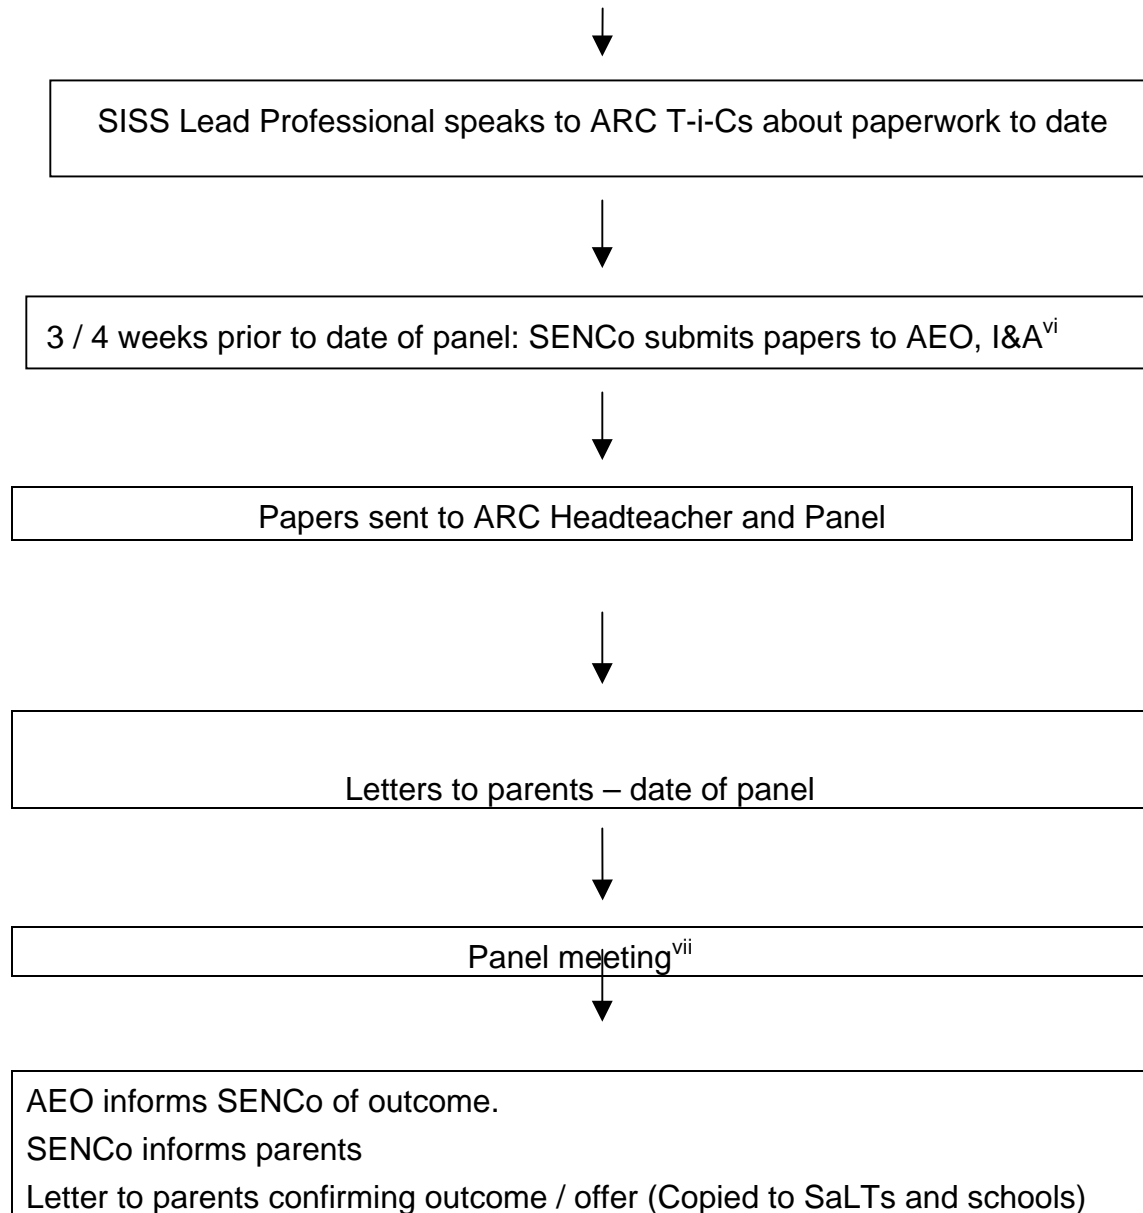 SISS Lead Professional speaks to ARC T-i-Cs about paperwork to date
3 / 4 weeks prior to date of panel: SENCo submits papers to AEO, I&A^vi
Papers sent to ARC Headteacher and Panel
Letters to parents – date of panel
Panel meeting^vii
AEO informs SENCo of outcome.
SENCo informs parents
Letter to parents confirming outcome / offer (Copied to SaLTs and schools)